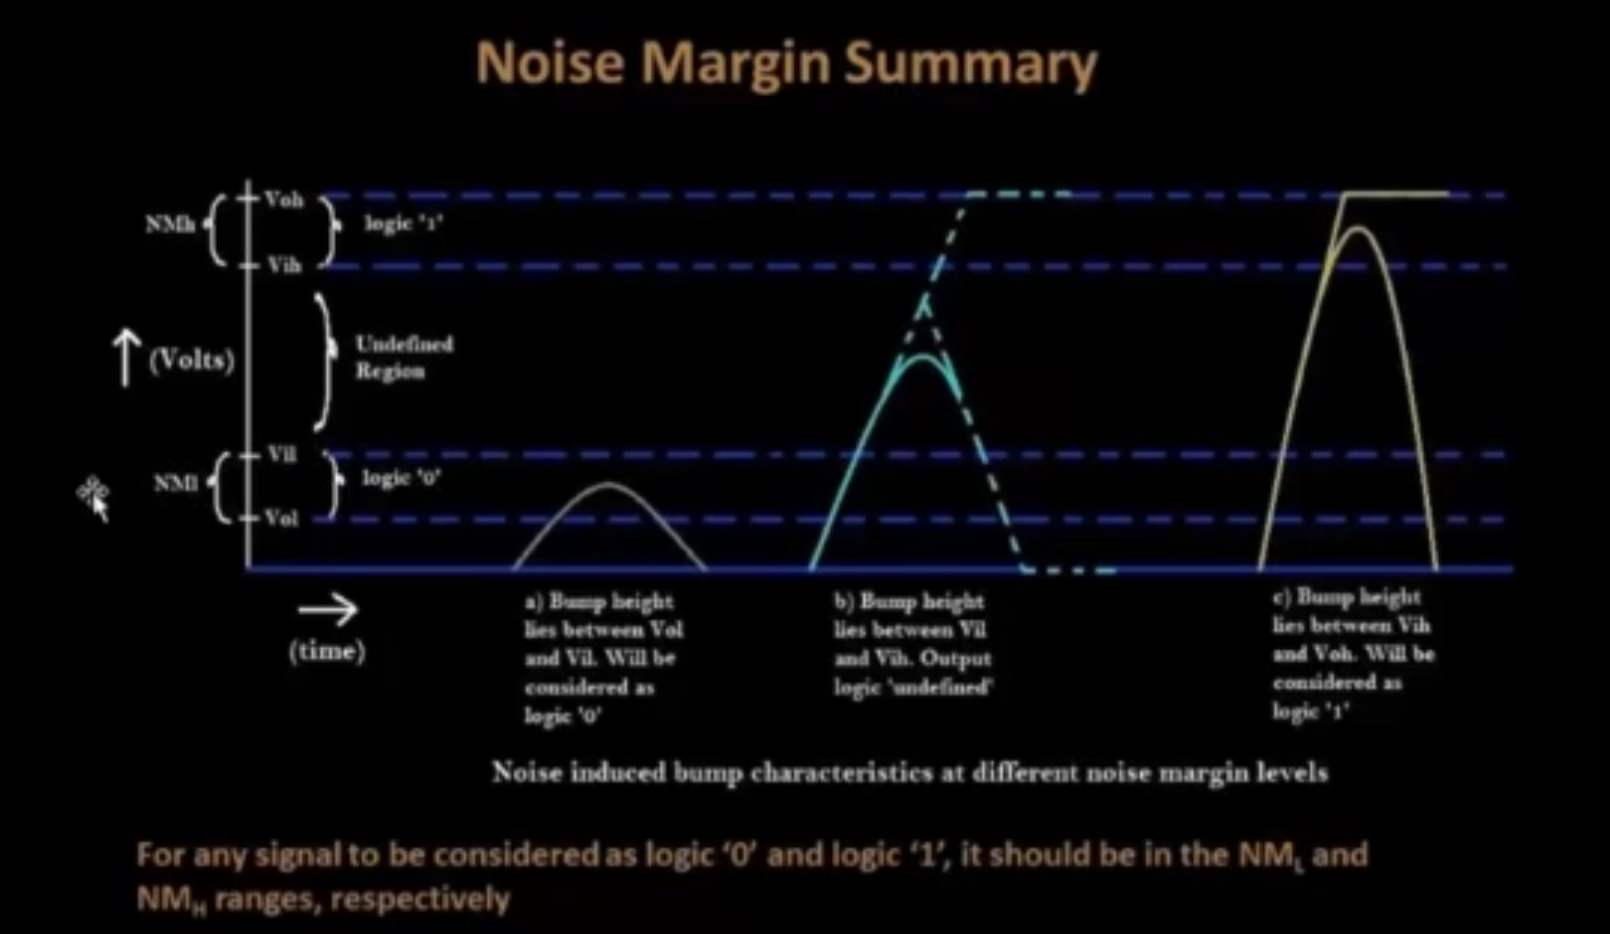 Noise Margin Summary
Voh
NMh
logic '1'
Vih
Undefined
(Volts)
Region
Vil
NMl
logic '0'
Vol
(time)
a) Bump height
lies between Vol
and Vil. Will be
considered as
logic '0'
b) Bump height
lies between Vil
and Vih. Output
logic 'undefined'
c) Bump height
lies between Vih
and Voh. Will be
considered as
logic '1'
Noise induced bump characteristics at different noise margin levels
For any signal to be considered as logic ‘0’ and logic ‘1’, it should be in the NML and
NMH ranges, respectively